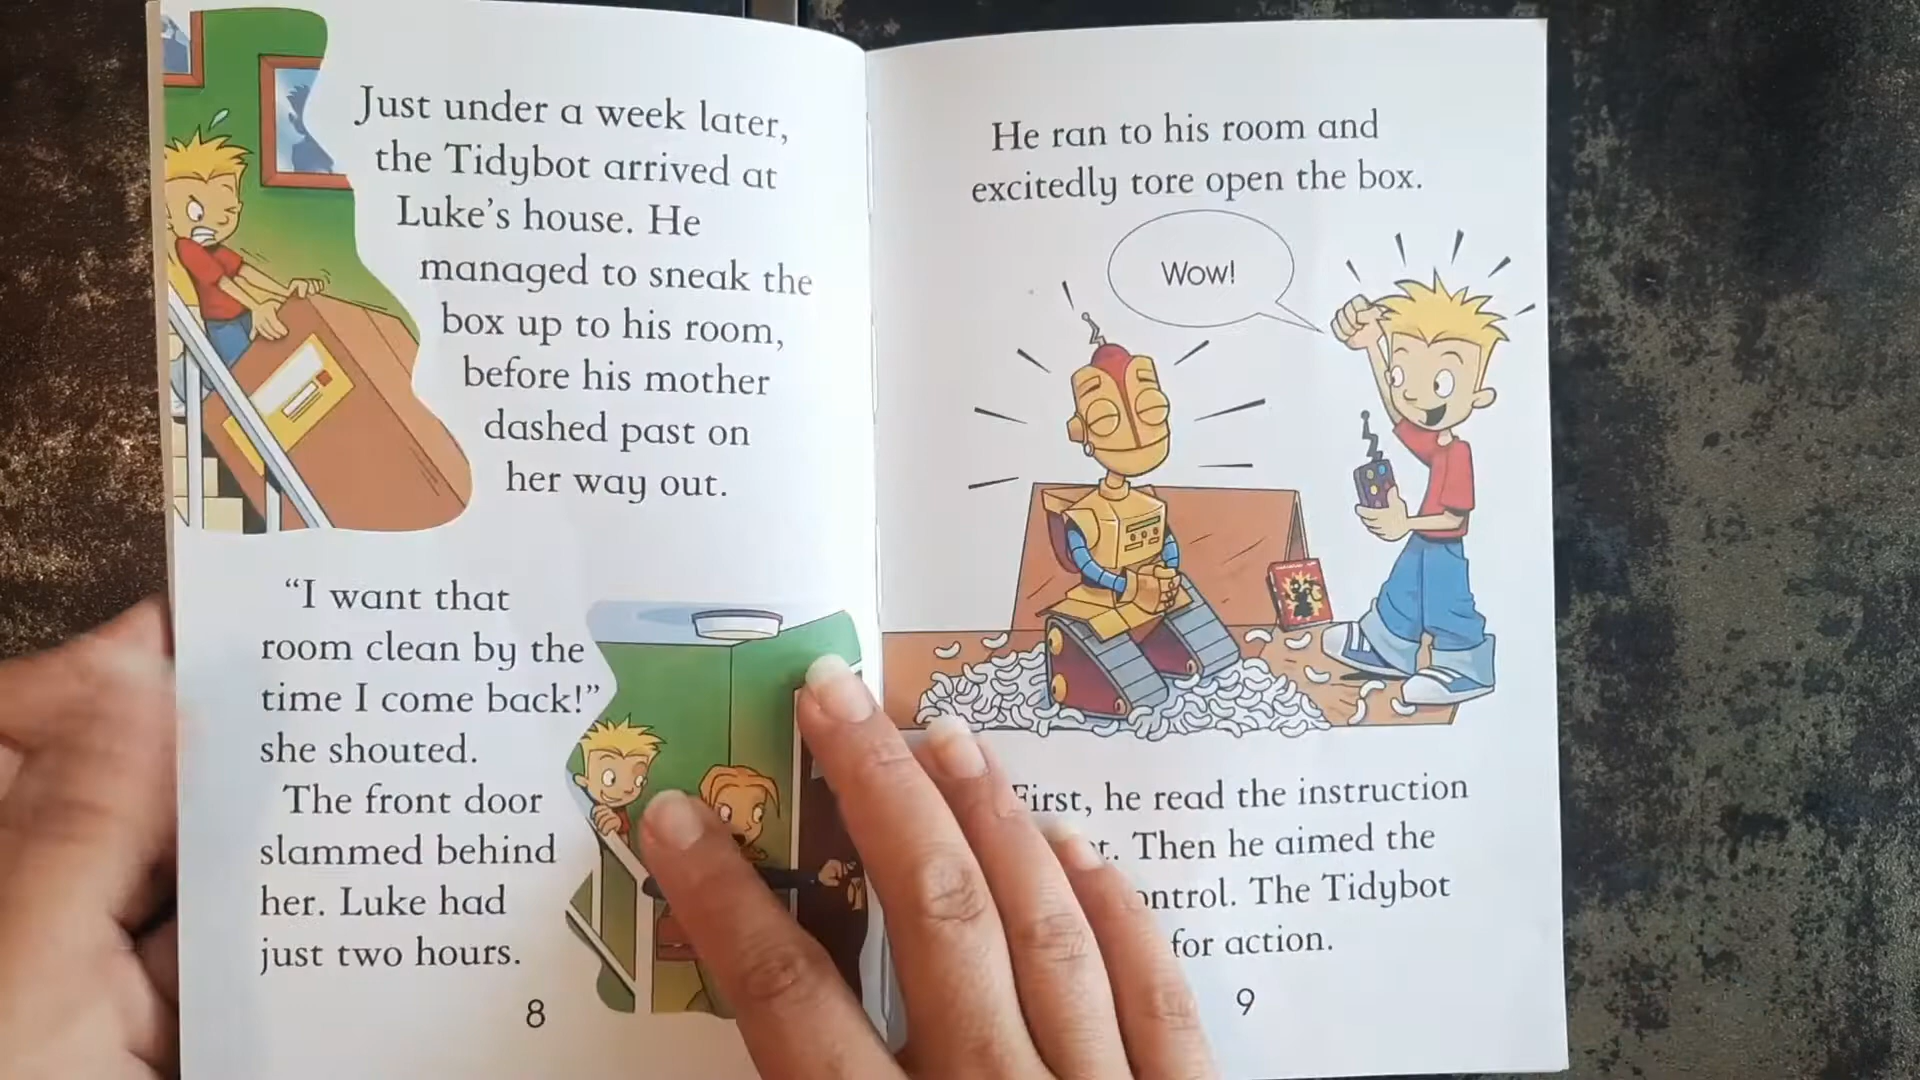 Just under a week later,
the Tidybot arrived at
Luke's house. He
managed to sneak the
box up to his room,
before his mother
dashed past on
her way out.
“I want that
room clean by the
time I come back!”
she shouted.
The front door
slammed behind
her. Luke had
just two hours.
8
He ran to his room and
excitedly tore open the box.
Wow!
First, he read the instruction
Then he aimed the
The Tidybot
for action.
9